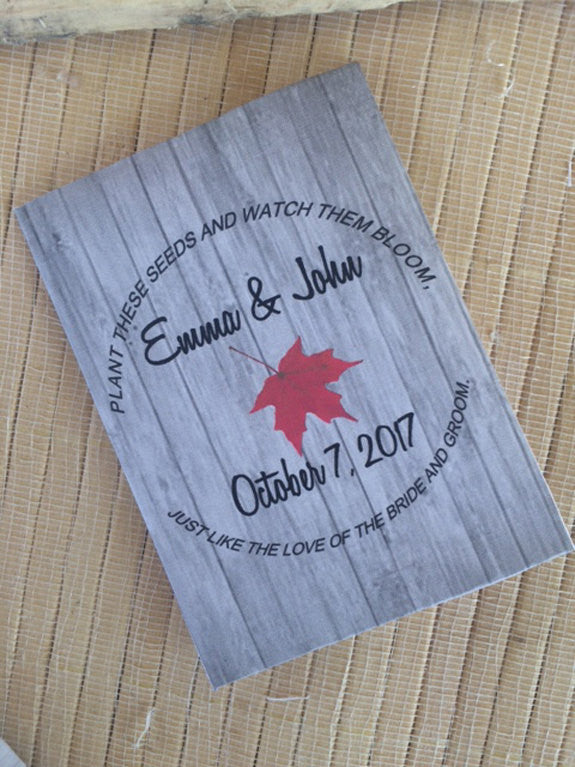 PLANT THESE SEEDS AND WATCH THEM BLOOM,
Emma & John
October 7, 2017
JUST LIKE THE LOVE OF THE BRIDE AND GROOM.